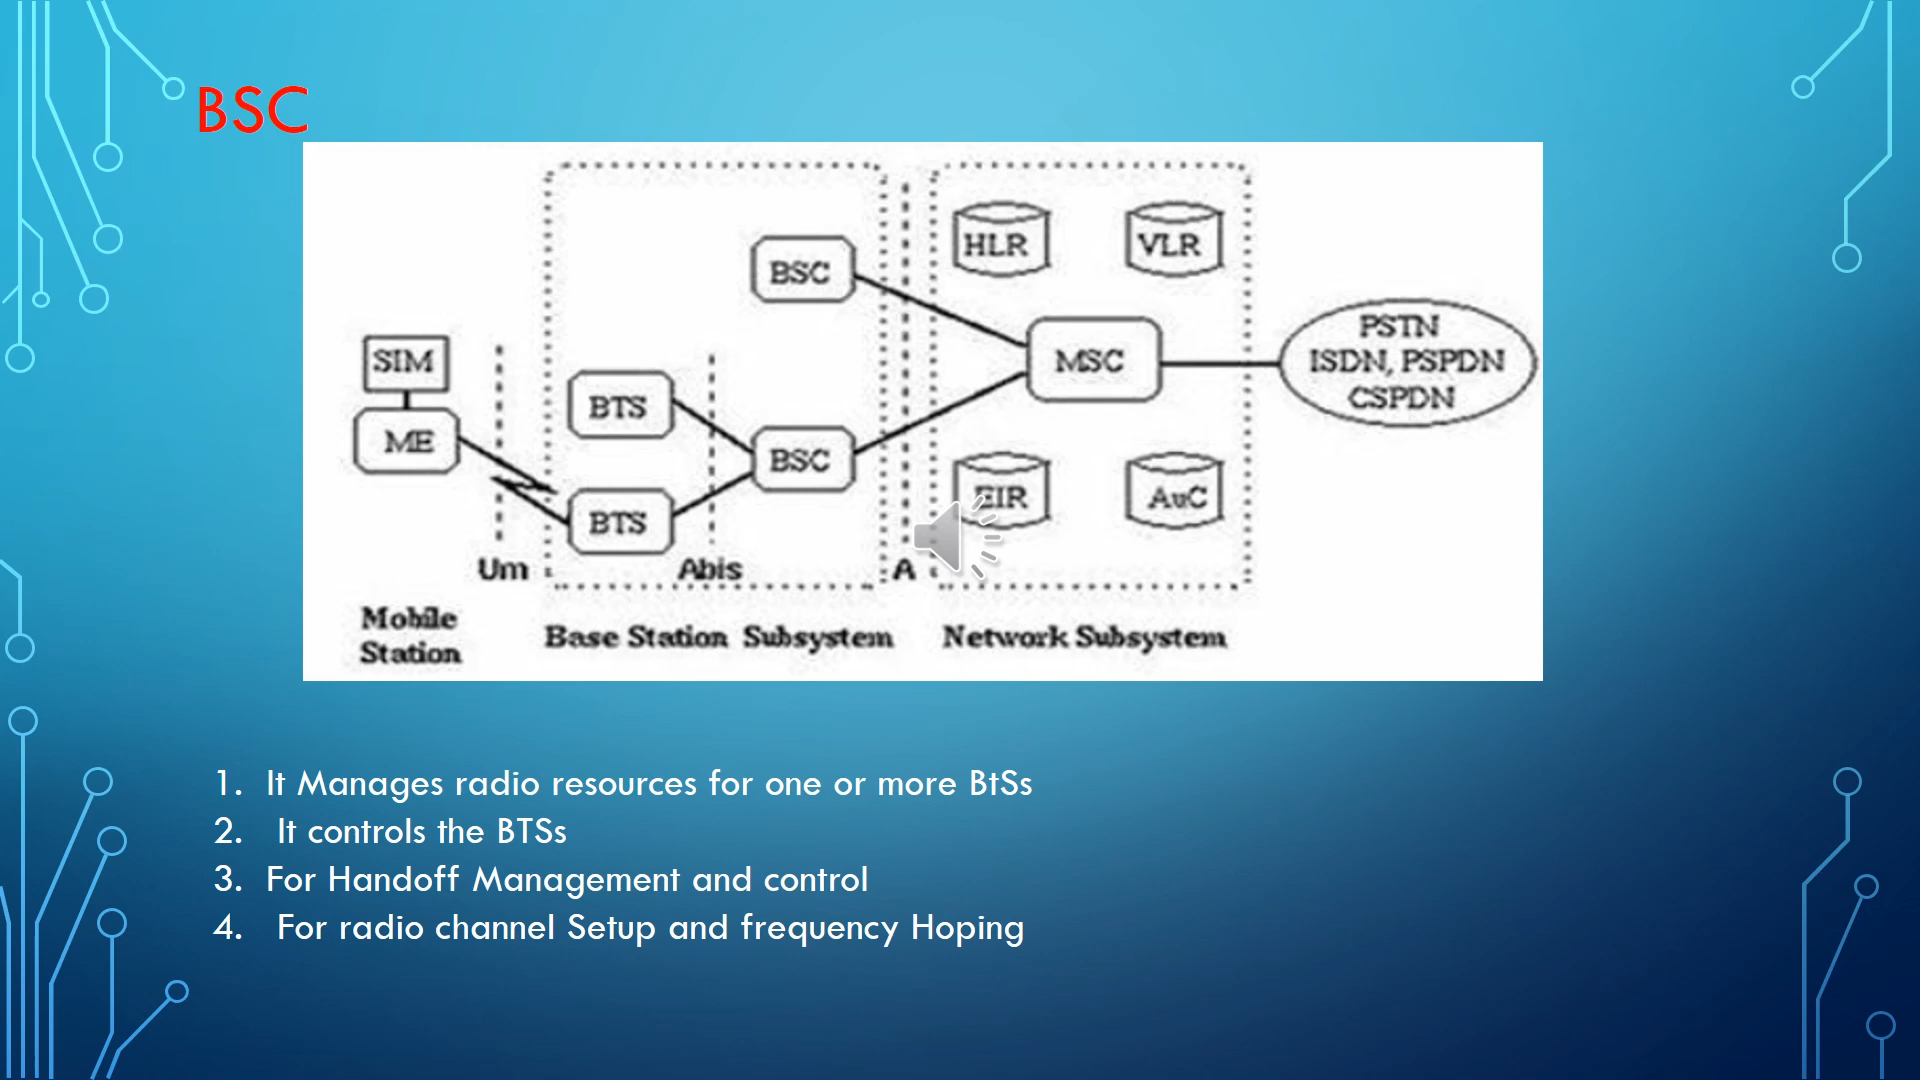 BSC
HLR
VLR
BSC
PSTN
SIM
MSC
ISDN, PSPDN
CSPDN
BTS
ME
BSC
EIR
AuC
BTS
Um
Abis
A
Mobile
Station
Base Station Subsystem
Network Subsystem
1. It Manages radio resources for one or more BtSs
2. It controls the BTSs
3. For Handoff Management and control
4. For radio channel Setup and frequency Hoping